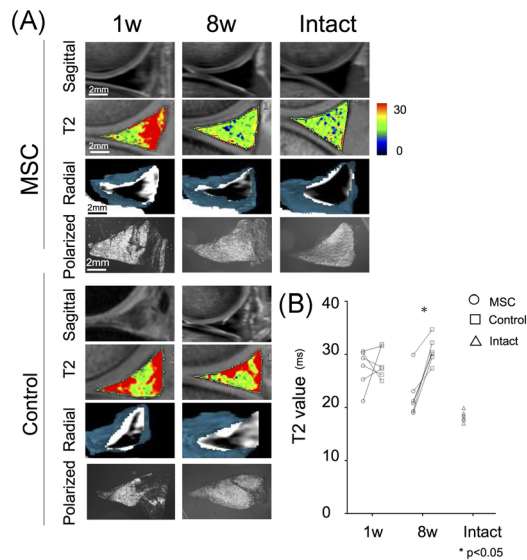 (A)
1w 8w Intact
MSC
Sagittal
2mm
T2
2mm
30
0
Radial
2mm
Polarized
2mm
Control
Sagittal
T2
Radial
Polarized
(B)
*
MSC
Control
Intact
T2 value (ms)
40
30
20
10
0
1w 8w Intact
* p<0.05